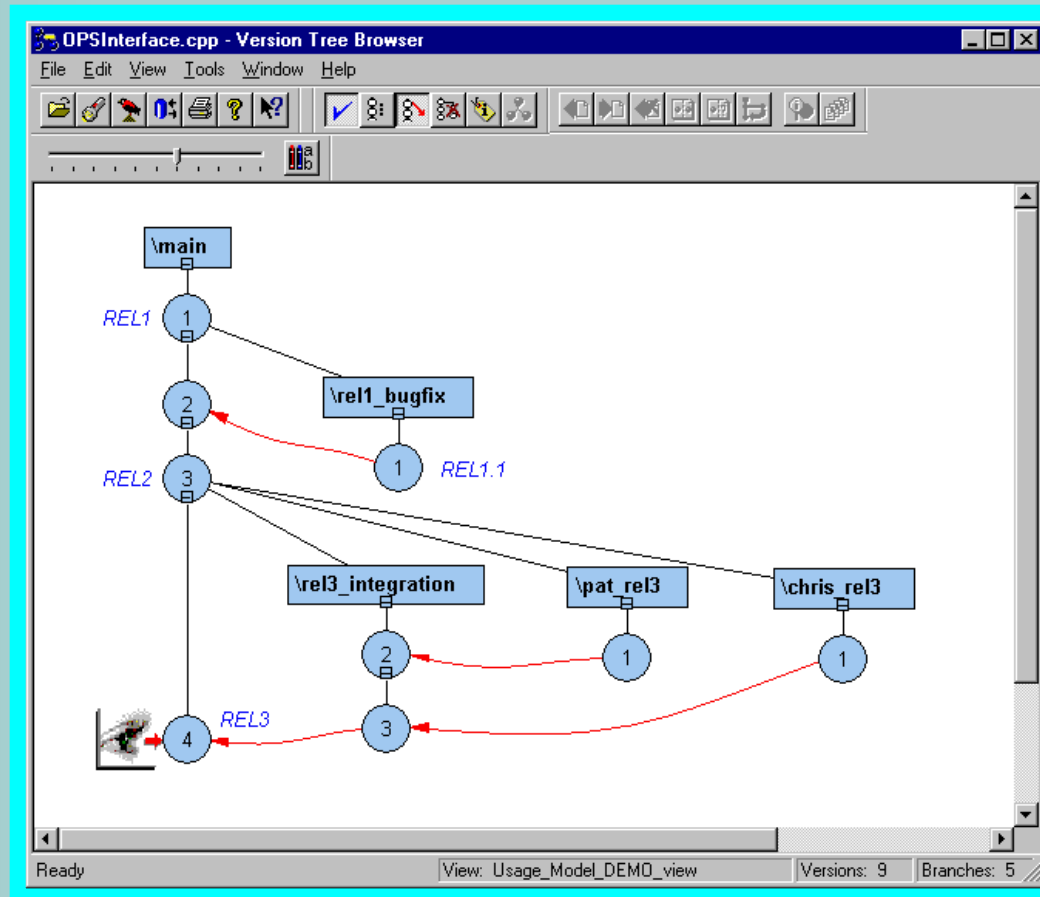 OPSInterface.cpp - Version Tree Browser
File Edit View Tools Window Help
a
b
\main
REL1 1
\rel1_bugfix
2
1 REL1.1
REL2 3
\rel3_integration \pat_rel3 \chris_rel3
2 1 1
REL3
4 3
Ready View: Usage_Model_DEMO_view Versions: 9 Branches: 5